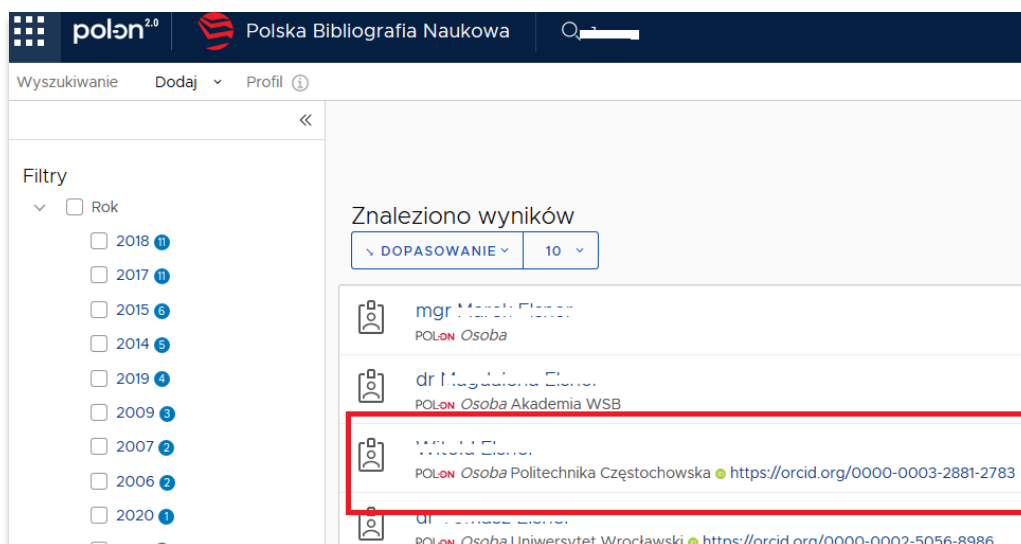 polon 2.0 Polska Bibliografia Naukowa
Wyszukiwanie Dodaj Profil
Filtry
Rok
2018 11
2017 11
2015 6
2014 5
2019 4
2009 3
2007 2
2006 2
2020 1
Znaleziono wyników
DOPASOWANIE 10
mgr
POL-on Osoba
dr
POL-on Osoba Akademia WSB
POL-on Osoba Politechnika Częstochowska https://orcid.org/0000-0003-2881-2783
dr
POL-on Osoba Uniwersytet Wrocławski https://orcid.org/0000-0002-5056-8986